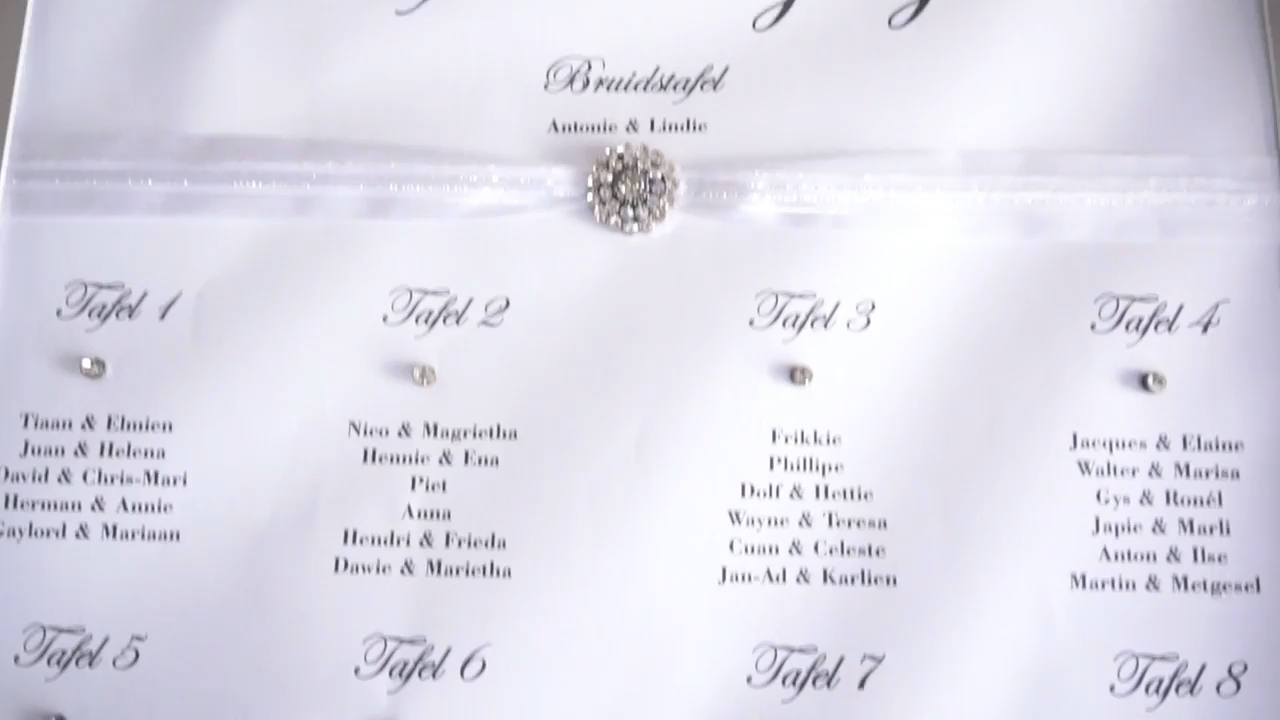 Bruidstafel
Antonie & Lindie
Tafel 1
Tiaan & Elmien
Juan & Helena
David & Chris-Mari
Herman & Annie
Gaylord & Mariaan
Tafel 2
Nico & Magrietha
Hennie & Ena
Piet
Anna
Hendri & Frieda
Dawie & Marietha
Tafel 3
Frikkie
Phillipe
Dolf & Hettie
Wayne & Teresa
Cuan & Celeste
Jan-Ad & Karlien
Tafel 4
Jacques & Elaine
Walter & Marisa
Gys & Ronél
Japie & Marli
Anton & Ilse
Martin & Metgesel
Tafel 5
Tafel 6
Tafel 7
Tafel 8